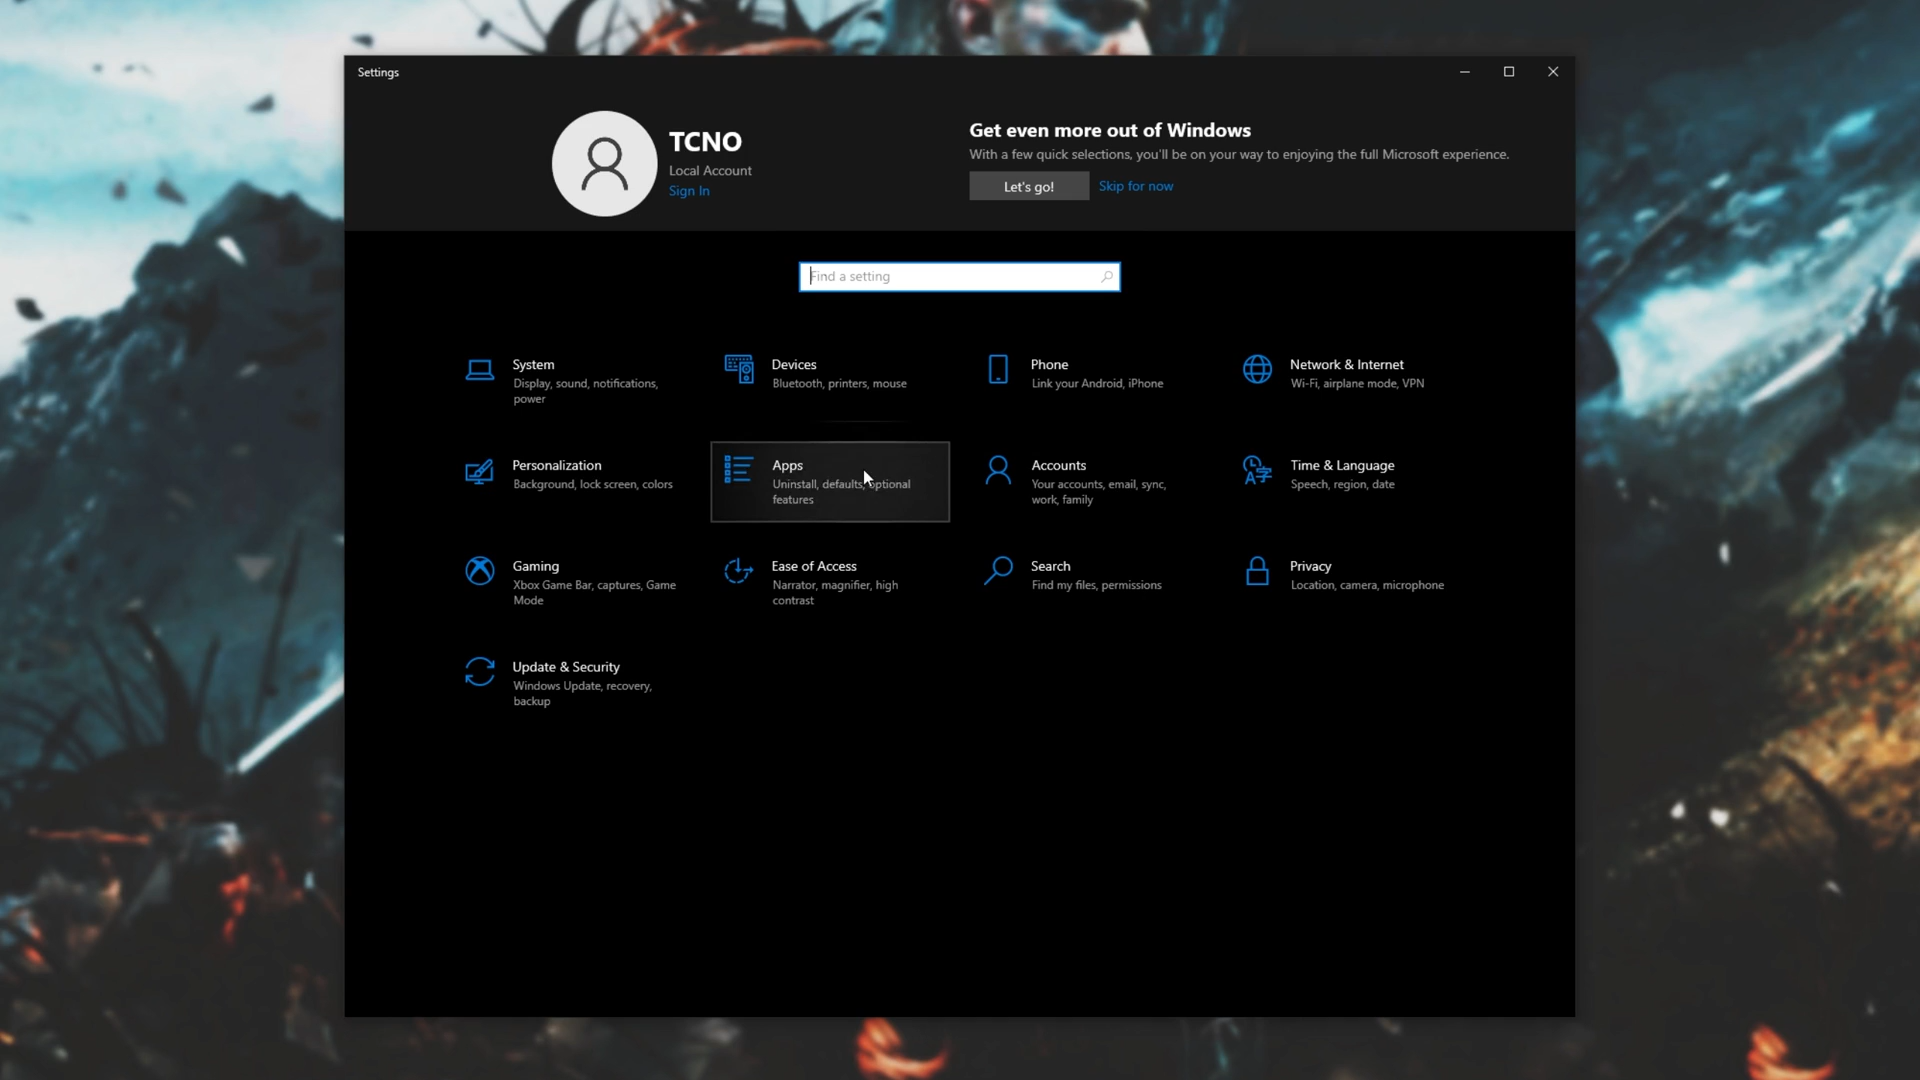 Settings
TCNO
Local Account
Sign In
Get even more out of Windows
With a few quick selections, you'll be on your way to enjoying the full Microsoft experience.
Let's go!
Skip for now
Find a setting
System
Display, sound, notifications,
power
Devices
Bluetooth, printers, mouse
Phone
Link your Android, iPhone
Network & Internet
Wi-Fi, airplane mode, VPN
Personalization
Background, lock screen, colors
Apps
Uninstall, defaults, optional
features
Accounts
Your accounts, email, sync,
work, family
Time & Language
Speech, region, date
Gaming
Xbox Game Bar, captures, Game
Mode
Ease of Access
Narrator, magnifier, high
contrast
Search
Find my files, permissions
Privacy
Location, camera, microphone
Update & Security
Windows Update, recovery,
backup